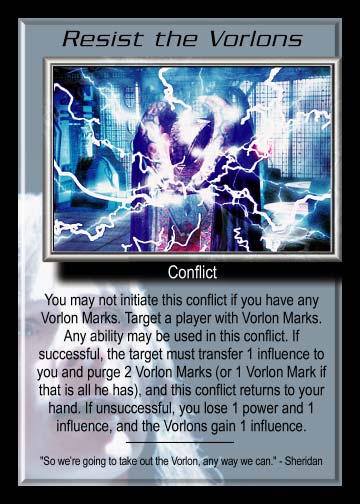 Resist the Vorlons
Conflict
You may not initiate this conflict if you have any
Vorlon Marks. Target a player with Vorlon Marks.
Any ability may be used in this conflict. If
successful, the target must transfer 1 influence to
you and purge 2 Vorlon Marks (or 1 Vorlon Mark if
that is all he has), and this conflict returns to your
hand. If unsuccessful, you lose 1 power and 1
influence, and the Vorlons gain 1 influence.
"So we're going to take out the Vorlon, any way we can." - Sheridan